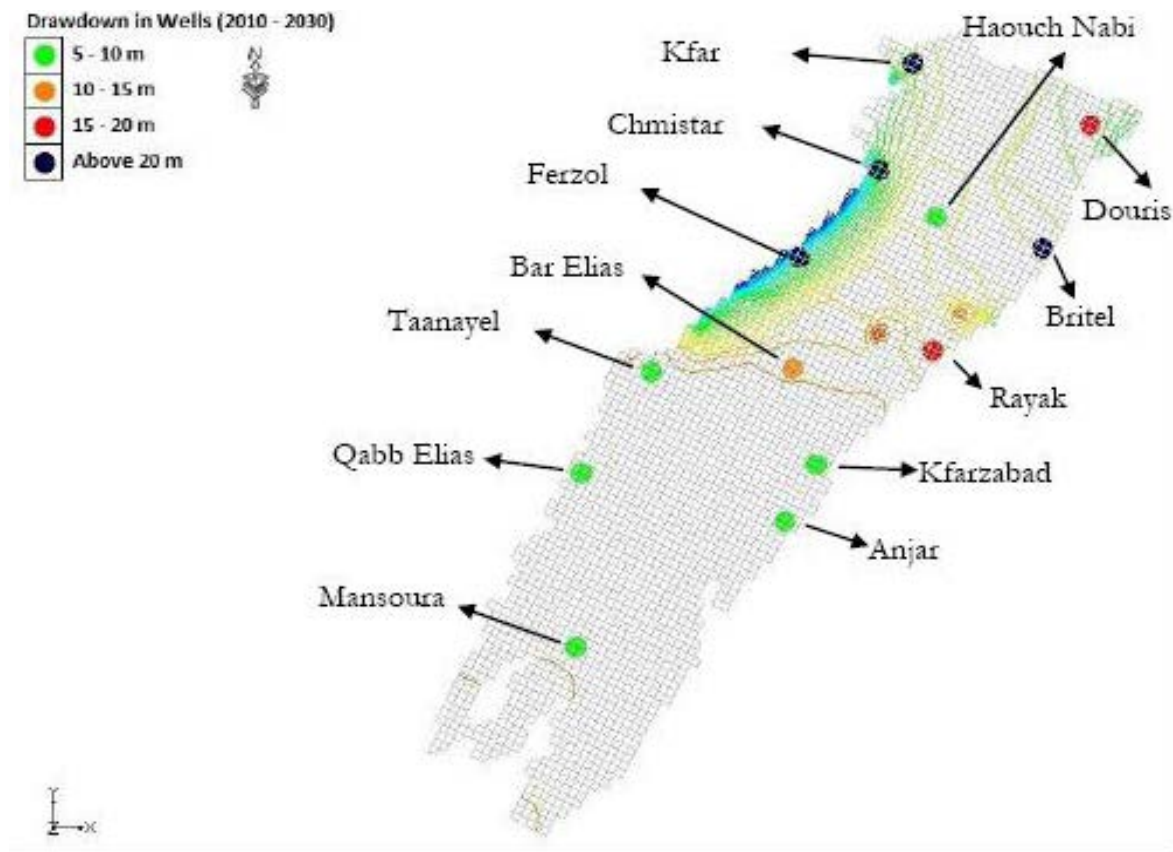 Drawdown in Wells (2010 - 2030)
5 - 10 m
10 - 15 m
15 - 20 m
Above 20 m
N
Haouch Nabi
Kfar
Chmistar
Ferzol
Douris
Bar Elias
Britel
Taanayel
Rayak
Qabb Elias
Kfarzabad
Anjar
Mansoura
Y
Z X